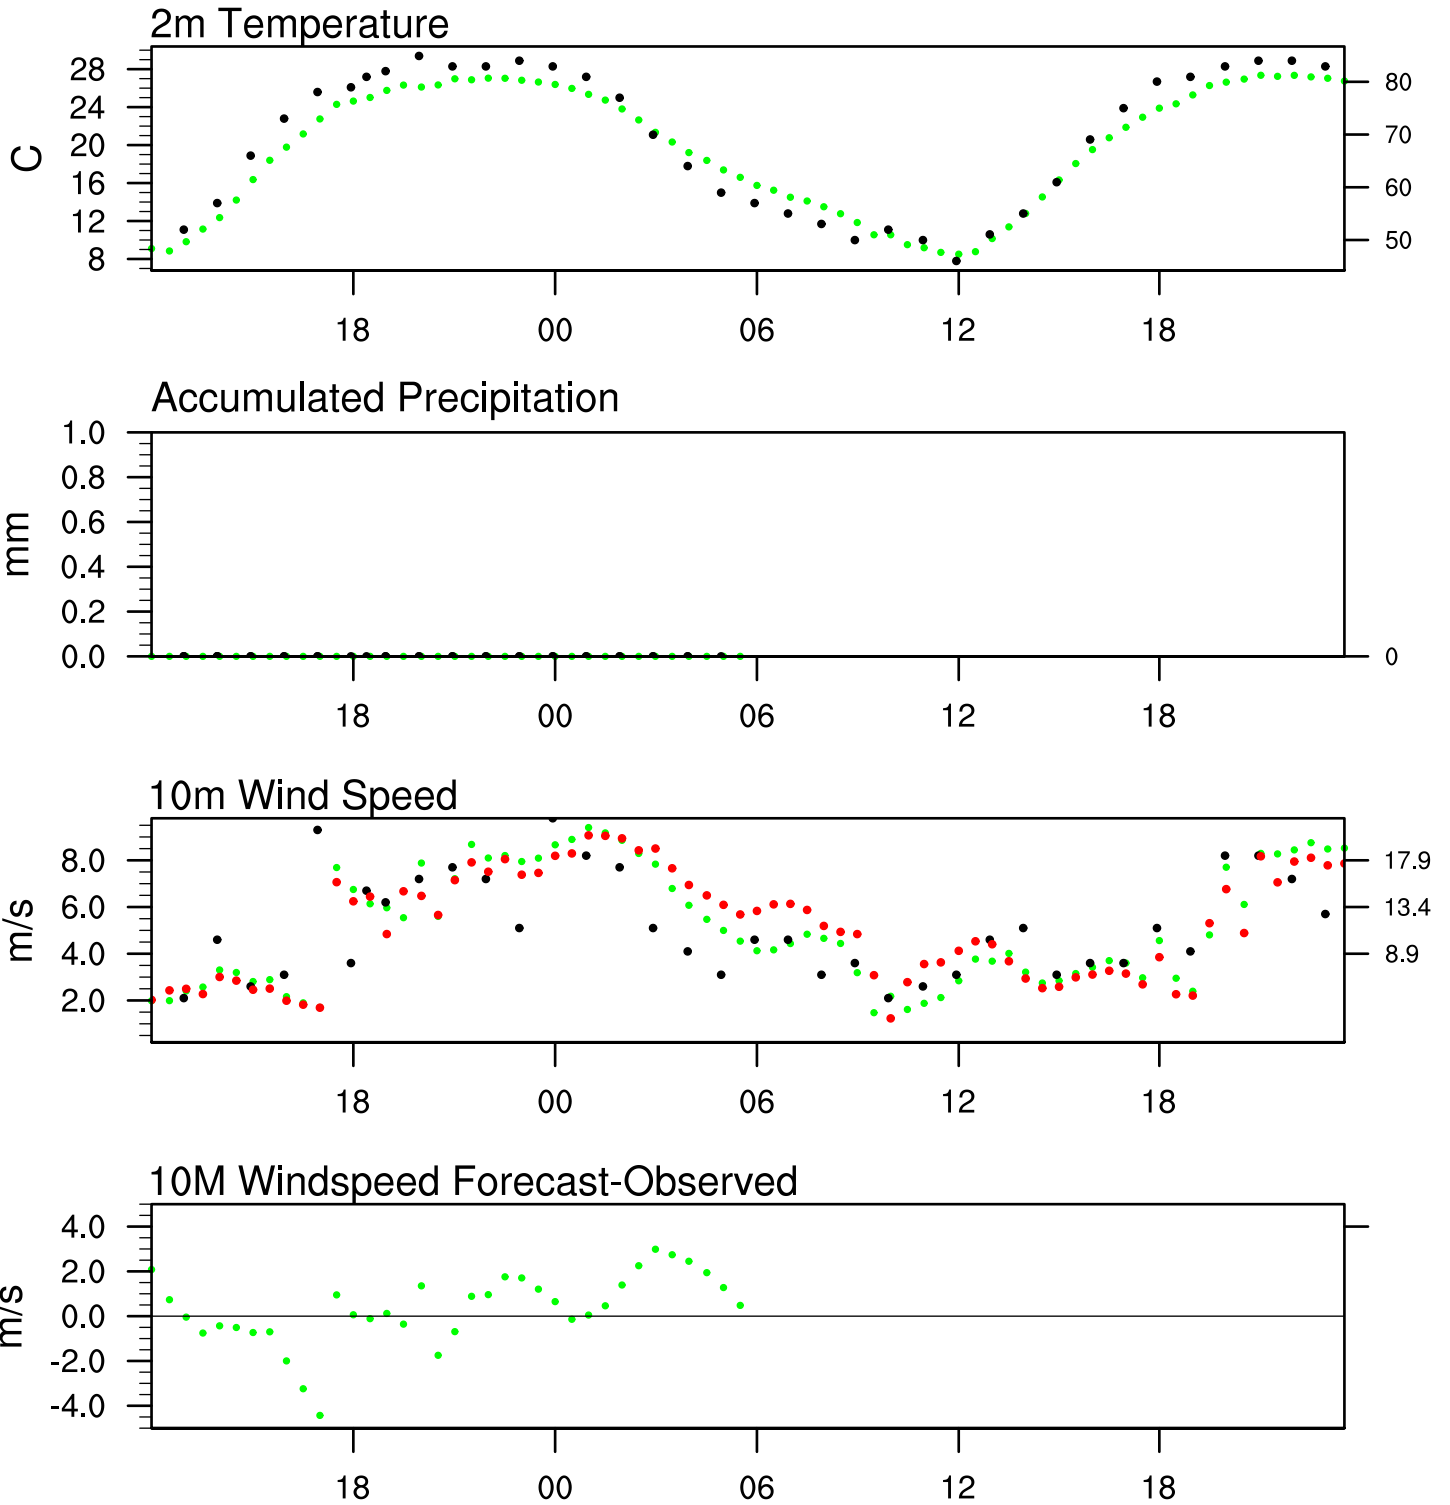 2m Temperature
C
28
24
20
16
12
8
80
70
60
50
18 00 06 12 18
Accumulated Precipitation
mm
1.0
0.8
0.6
0.4
0.2
0.0
0
18 00 06 12 18
10m Wind Speed
m/s
8.0
6.0
4.0
2.0
17.9
13.4
8.9
18 00 06 12 18
10M Windspeed Forecast-Observed
m/s
4.0
2.0
0.0
-2.0
-4.0
18 00 06 12 18